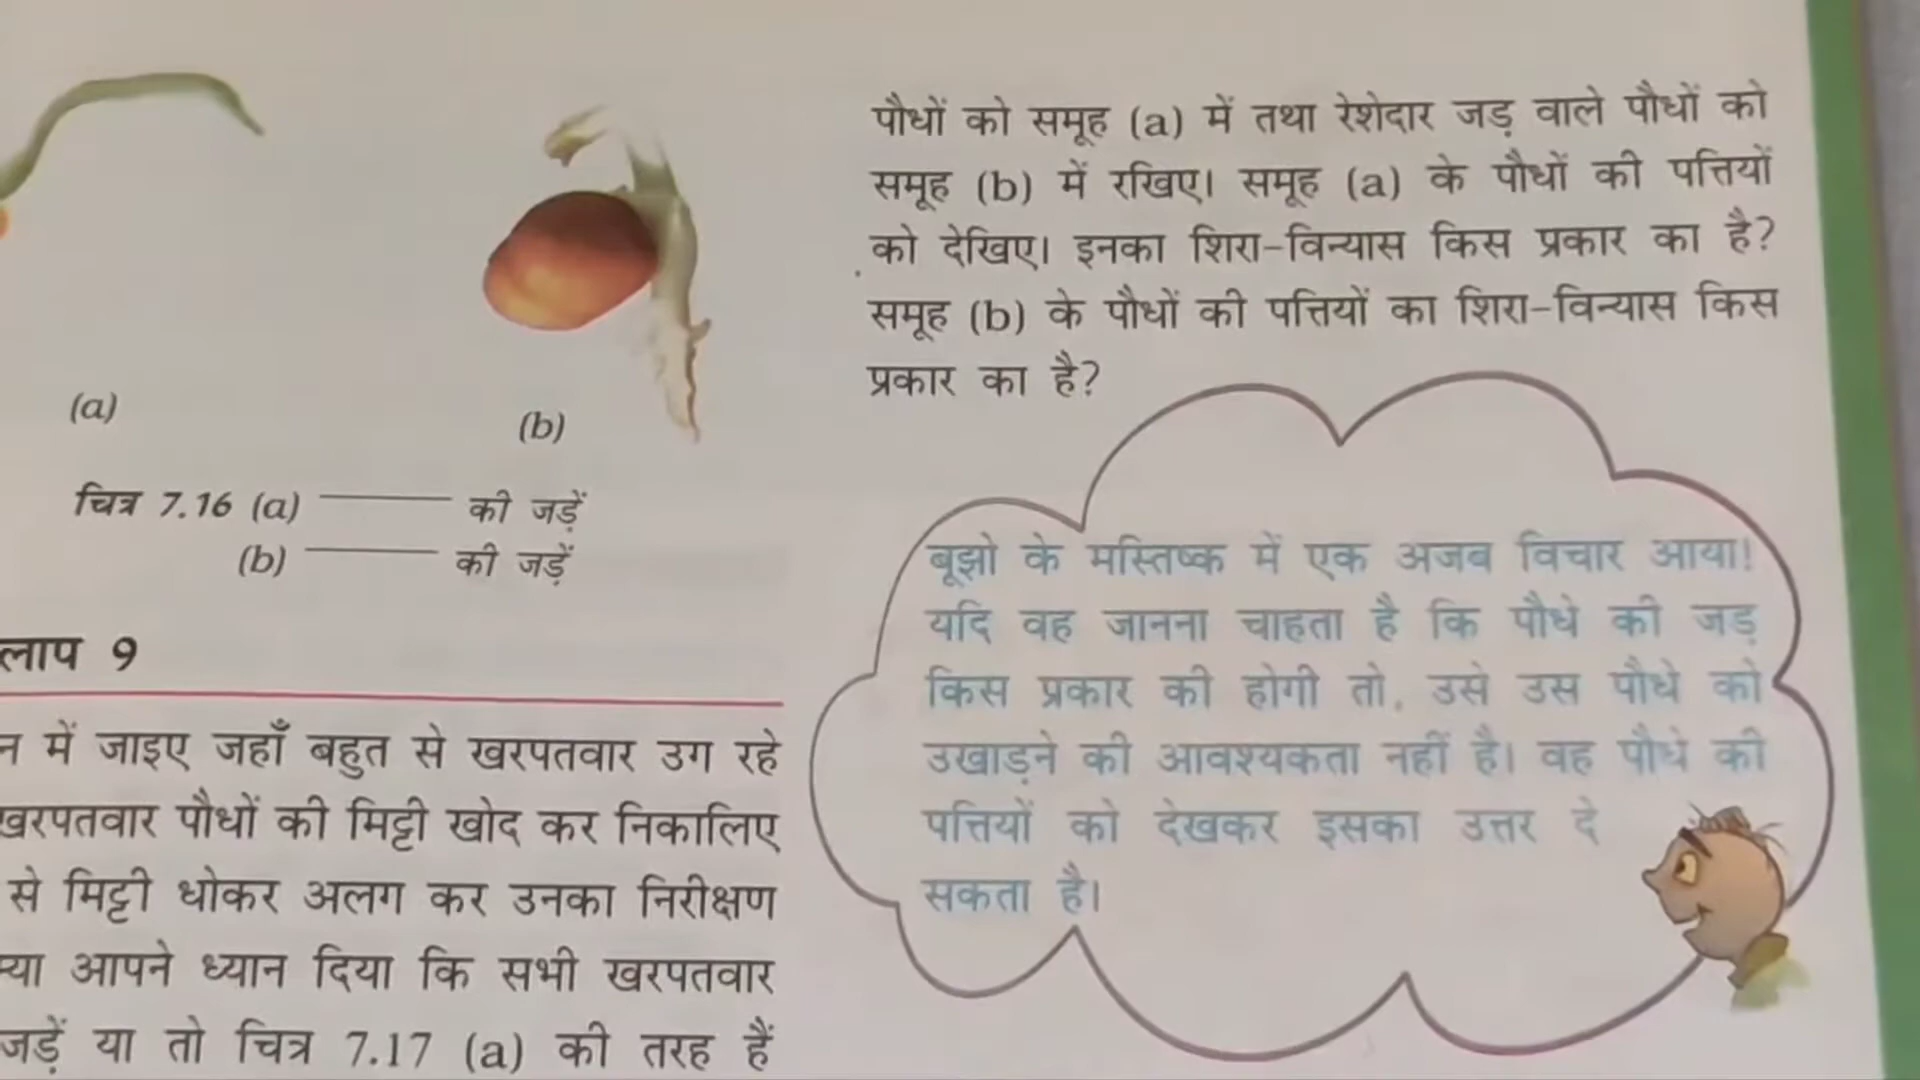 (a)
(b)
चित्र 7.16 (a) ———— की जड़ें
(b) ———— की जड़ें
लाप 9
न में जाइए जहाँ बहुत से खरपतवार उग रहे
खरपतवार पौधों की मिट्टी खोद कर निकालिए
से मिट्टी धोकर अलग कर उनका निरीक्षण
आपने ध्यान दिया कि सभी खरपतवार
जड़ें या तो चित्र 7.17 (a) की तरह हैं
पौधों को समूह (a) में तथा रेशेदार जड़ वाले पौधों को
समूह (b) में रखिए। समूह (a) के पौधों की पत्तियों
को देखिए। इनका शिरा-विन्यास किस प्रकार का है?
समूह (b) के पौधों की पत्तियों का शिरा-विन्यास किस
प्रकार का है?
बूझो के मस्तिष्क में एक अजब विचार आया!
यदि वह जानना चाहता है कि पौधे की जड़
किस प्रकार की होगी तो, उसे उस पौधे को
उखाड़ने की आवश्यकता नहीं है। वह पौधे की
पत्तियों को देखकर इसका उत्तर दे
सकता है।